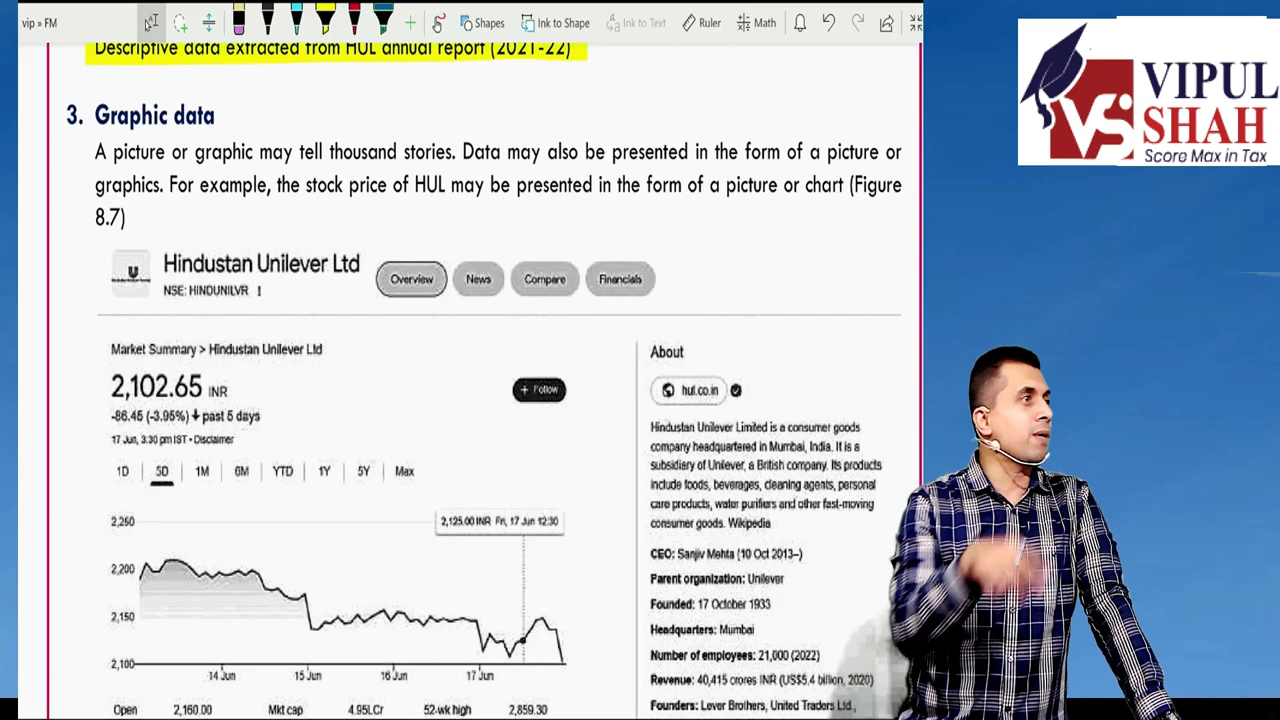 vip > FM
Shapes
Ink to Shape
Ink to Text
Ruler
Math
Descriptive data extracted from HUL annual report (2021-22)
3. Graphic data
A picture or graphic may tell thousand stories. Data may also be presented in the form of a picture or
graphics. For example, the stock price of HUL may be presented in the form of a picture or chart (Figure
8.7)
Hindustan Unilever Ltd
NSE: HINDUNILVR
Overview
News
Compare
Financials
Market Summary > Hindustan Unilever Ltd
2,102.65 INR
+ Follow
-86.45 (-3.95%) ↓ past 5 days
17 Jun, 3:30 pm IST • Disclaimer
1D 5D 1M 6M YTD 1Y 5Y Max
2,125.00 INR Fri, 17 Jun 12:30
2,250
2,200
2,150
2,100
14 Jun 15 Jun 16 Jun 17 Jun
Open 2,160.00 Mkt cap 4.95LCr 52-wk high 2,859.30
About
hul.co.in
Hindustan Unilever Limited is a consumer goods
company headquartered in Mumbai, India. It is a
subsidiary of Unilever, a British company. Its products
include foods, beverages, cleaning agents, personal
care products, water purifiers and other fast-moving
consumer goods. Wikipedia
CEO: Sanjiv Mehta (10 Oct 2013–)
Parent organization: Unilever
Founded: 17 October 1933
Headquarters: Mumbai
Number of employees: 21,000 (2022)
Revenue: 40,415 crores INR (US$5.4 billion, 2020)
Founders: Lever Brothers, United Traders Ltd.,
VS
VIPUL
SHAH
Score Max in Tax